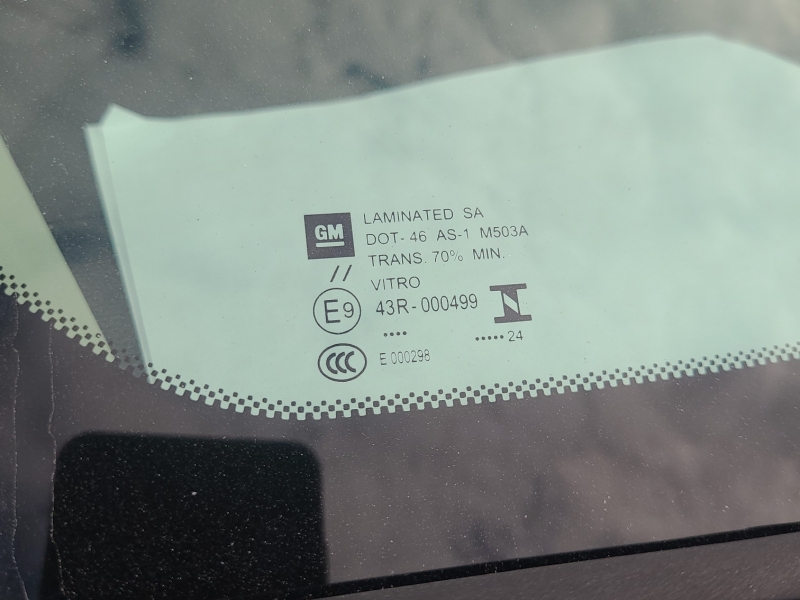 GM
LAMINATED SA
DOT- 46 AS-1 M503A
TRANS. 70% MIN.
// VITRO
E9 43R-000499
•••• ••••• 24
CCC E 000298